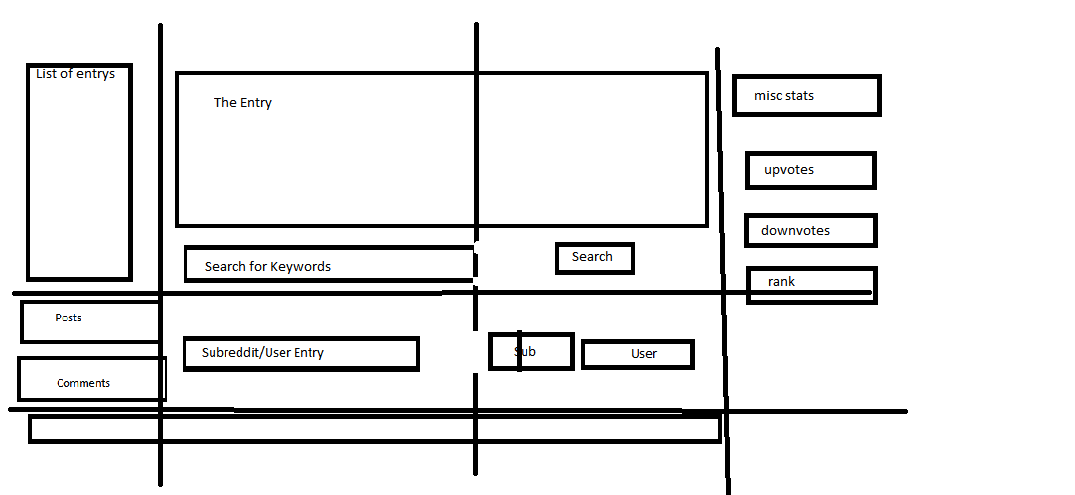 List of entrys
The Entry
misc stats
upvotes
downvotes
Search for Keywords
Search
rank
Posts
Subreddit/User Entry
Sub
User
Comments